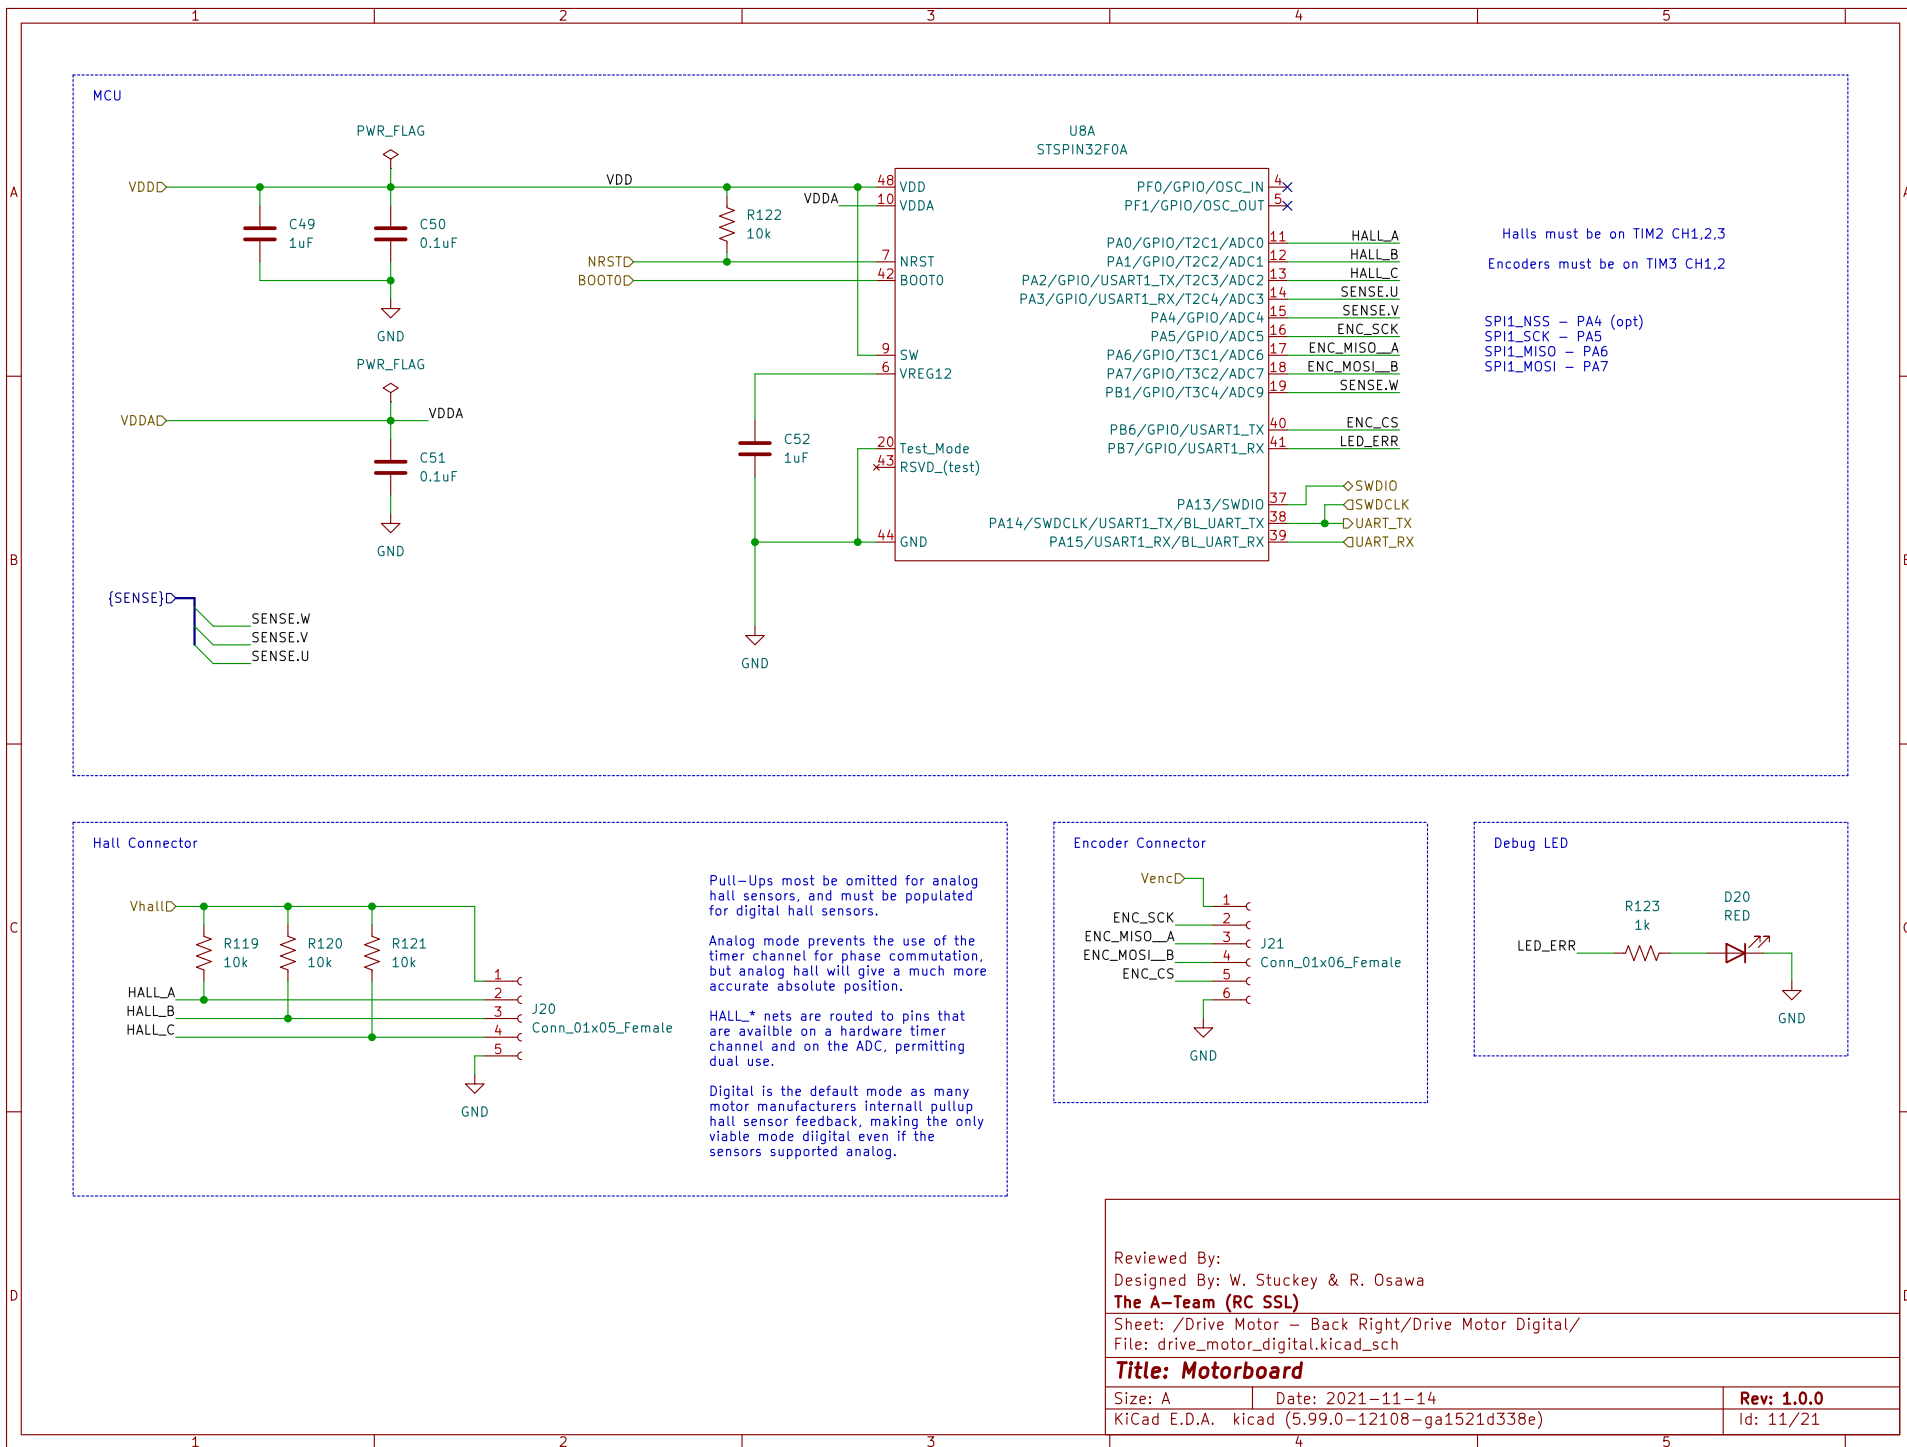 1 2 3 4 5
A
B
C
D
MCU
PWR_FLAG
VDD
VDD
C49
1uF
C50
0.1uF
GND
PWR_FLAG
VDDA
VDDA
C51
0.1uF
GND
{SENSE}
SENSE.W
SENSE.V
SENSE.U
R122
10k
NRST
BOOT0
VDDA
C52
1uF
GND
U8A
STSPIN32F0A
48 VDD
10 VDDA
7 NRST
42 BOOT0
9 SW
6 VREG12
20 Test_Mode
43 RSVD_(test)
44 GND
PF0/GPIO/OSC_IN 4
PF1/GPIO/OSC_OUT 5
PA0/GPIO/T2C1/ADC0 11 HALL_A
PA1/GPIO/T2C2/ADC1 12 HALL_B
PA2/GPIO/USART1_TX/T2C3/ADC2 13 HALL_C
PA3/GPIO/USART1_RX/T2C4/ADC3 14 SENSE.U
PA4/GPIO/ADC4 15 SENSE.V
PA5/GPIO/ADC5 16 ENC_SCK
PA6/GPIO/T3C1/ADC6 17 ENC_MISO__A
PA7/GPIO/T3C2/ADC7 18 ENC_MOSI__B
PB1/GPIO/T3C4/ADC9 19 SENSE.W
PB6/GPIO/USART1_TX 40 ENC_CS
PB7/GPIO/USART1_RX 41 LED_ERR
PA13/SWDIO 37 SWDIO
SWDCLK
PA14/SWDCLK/USART1_TX/BL_UART_TX 38 UART_TX
PA15/USART1_RX/BL_UART_RX 39 UART_RX
Halls must be on TIM2 CH1,2,3
Encoders must be on TIM3 CH1,2
SPI1_NSS - PA4 (opt)
SPI1_SCK - PA5
SPI1_MISO - PA6
SPI1_MOSI - PA7
Hall Connector
Vhall
R119
10k
R120
10k
R121
10k
HALL_A
HALL_B
HALL_C
1
2
3
4
5
J20
Conn_01x05_Female
GND
Pull-Ups most be omitted for analog
hall sensors, and must be populated
for digital hall sensors.
Analog mode prevents the use of the
timer channel for phase commutation,
but analog hall will give a much more
accurate absolute position.
HALL_* nets are routed to pins that
are availble on a hardware timer
channel and on the ADC, permitting
dual use.
Digital is the default mode as many
motor manufacturers internall pullup
hall sensor feedback, making the only
viable mode diigital even if the
sensors supported analog.
Encoder Connector
Venc
ENC_SCK
ENC_MISO__A
ENC_MOSI__B
ENC_CS
1
2
3
4
5
6
J21
Conn_01x06_Female
GND
Debug LED
LED_ERR
R123
1k
D20
RED
GND
Reviewed By:
Designed By: W. Stuckey & R. Osawa
The A-Team (RC SSL)
Sheet: /Drive Motor - Back Right/Drive Motor Digital/
File: drive_motor_digital.kicad_sch
Title: Motorboard
Size: A Date: 2021-11-14 Rev: 1.0.0
KiCad E.D.A. kicad (5.99.0-12108-ga1521d338e) Id: 11/21
1 2 3 4 5